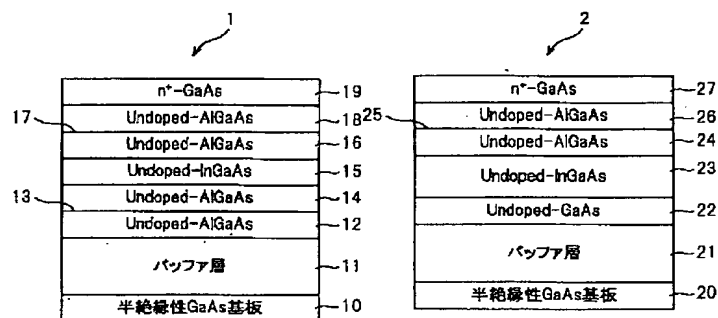 1
n⁺-GaAs 19
17 Undoped-AlGaAs 18
Undoped-AlGaAs 16
Undoped-InGaAs 15
13 Undoped-AlGaAs 14
Undoped-AlGaAs 12
バッファ層 11
半絶縁性GaAs基板 10
2
n⁺-GaAs 27
25 Undoped-AlGaAs 26
Undoped-AlGaAs 24
Undoped-InGaAs 23
Undoped-GaAs 22
バッファ層 21
半絶縁性GaAs基板 20